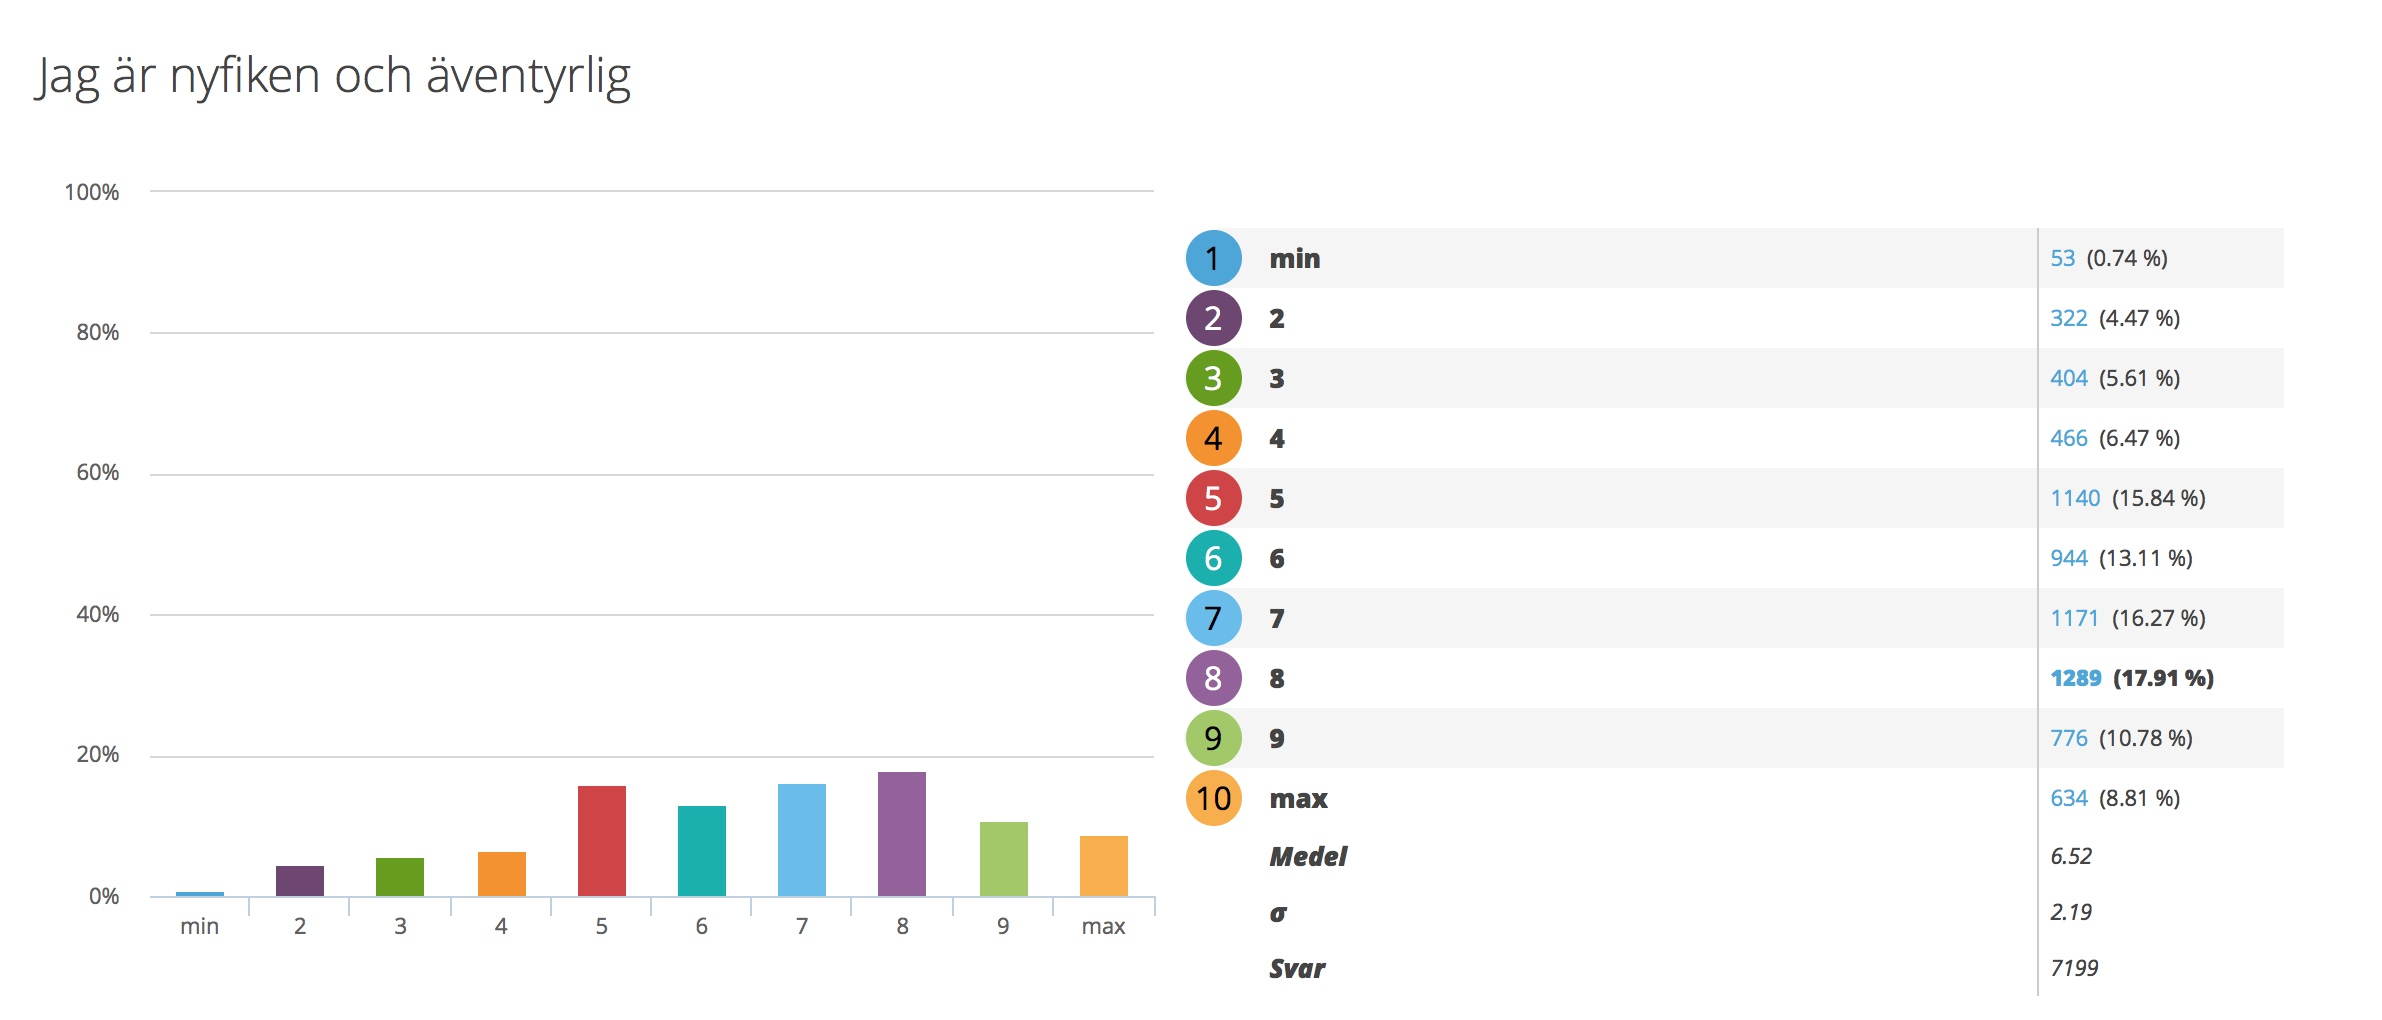 Jag är nyfiken och äventyrlig
100%
80%
60%
40%
20%
0%
min 2 3 4 5 6 7 8 9 max
1 min 53 (0.74 %)
2 2 322 (4.47 %)
3 3 404 (5.61 %)
4 4 466 (6.47 %)
5 5 1140 (15.84 %)
6 6 944 (13.11 %)
7 7 1171 (16.27 %)
8 8 1289 (17.91 %)
9 9 776 (10.78 %)
10 max 634 (8.81 %)
Medel 6.52
σ 2.19
Svar 7199